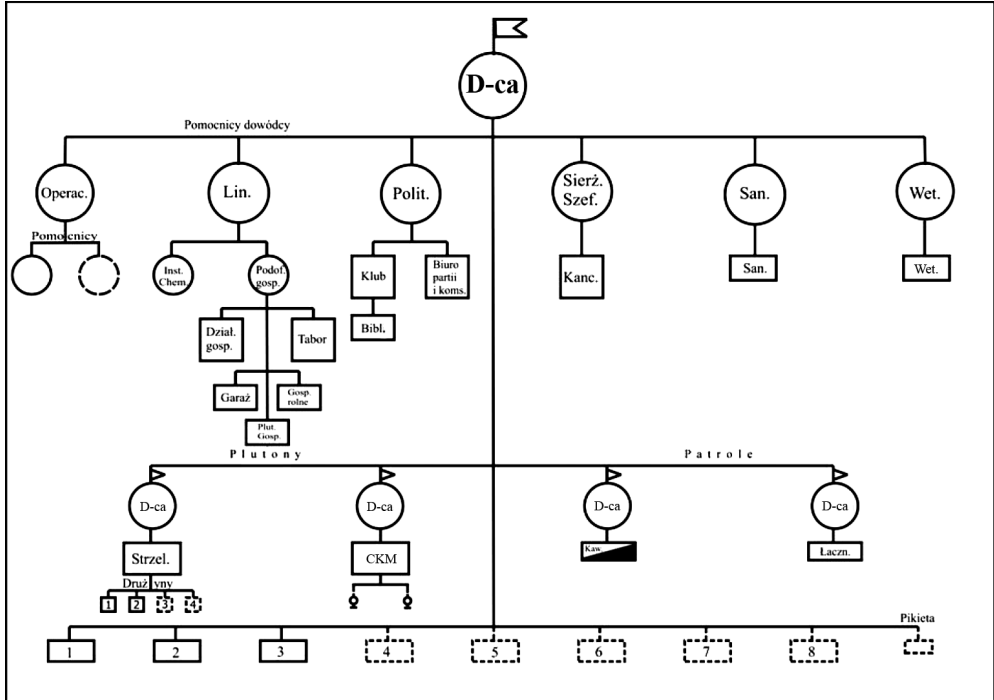 D-ca
Pomocnicy dowódcy
Operac.
Lin.
Polit.
Sierż.
Szef.
San.
Wet.
Pomocnicy
Inst.
Chem.
Podof.
gosp.
Klub
Biuro
partii
i koms.
Kanc.
San.
Wet.
Bibl.
Dział.
gosp.
Tabor
Garaż
Gosp.
rolne
Plut.
Gosp.
Plutony
Patrole
D-ca
D-ca
D-ca
D-ca
Strzel.
CKM
Kaw.
Łaczn.
Drużyny
1
2
3
4
Pikieta
1
2
3
4
5
6
7
8